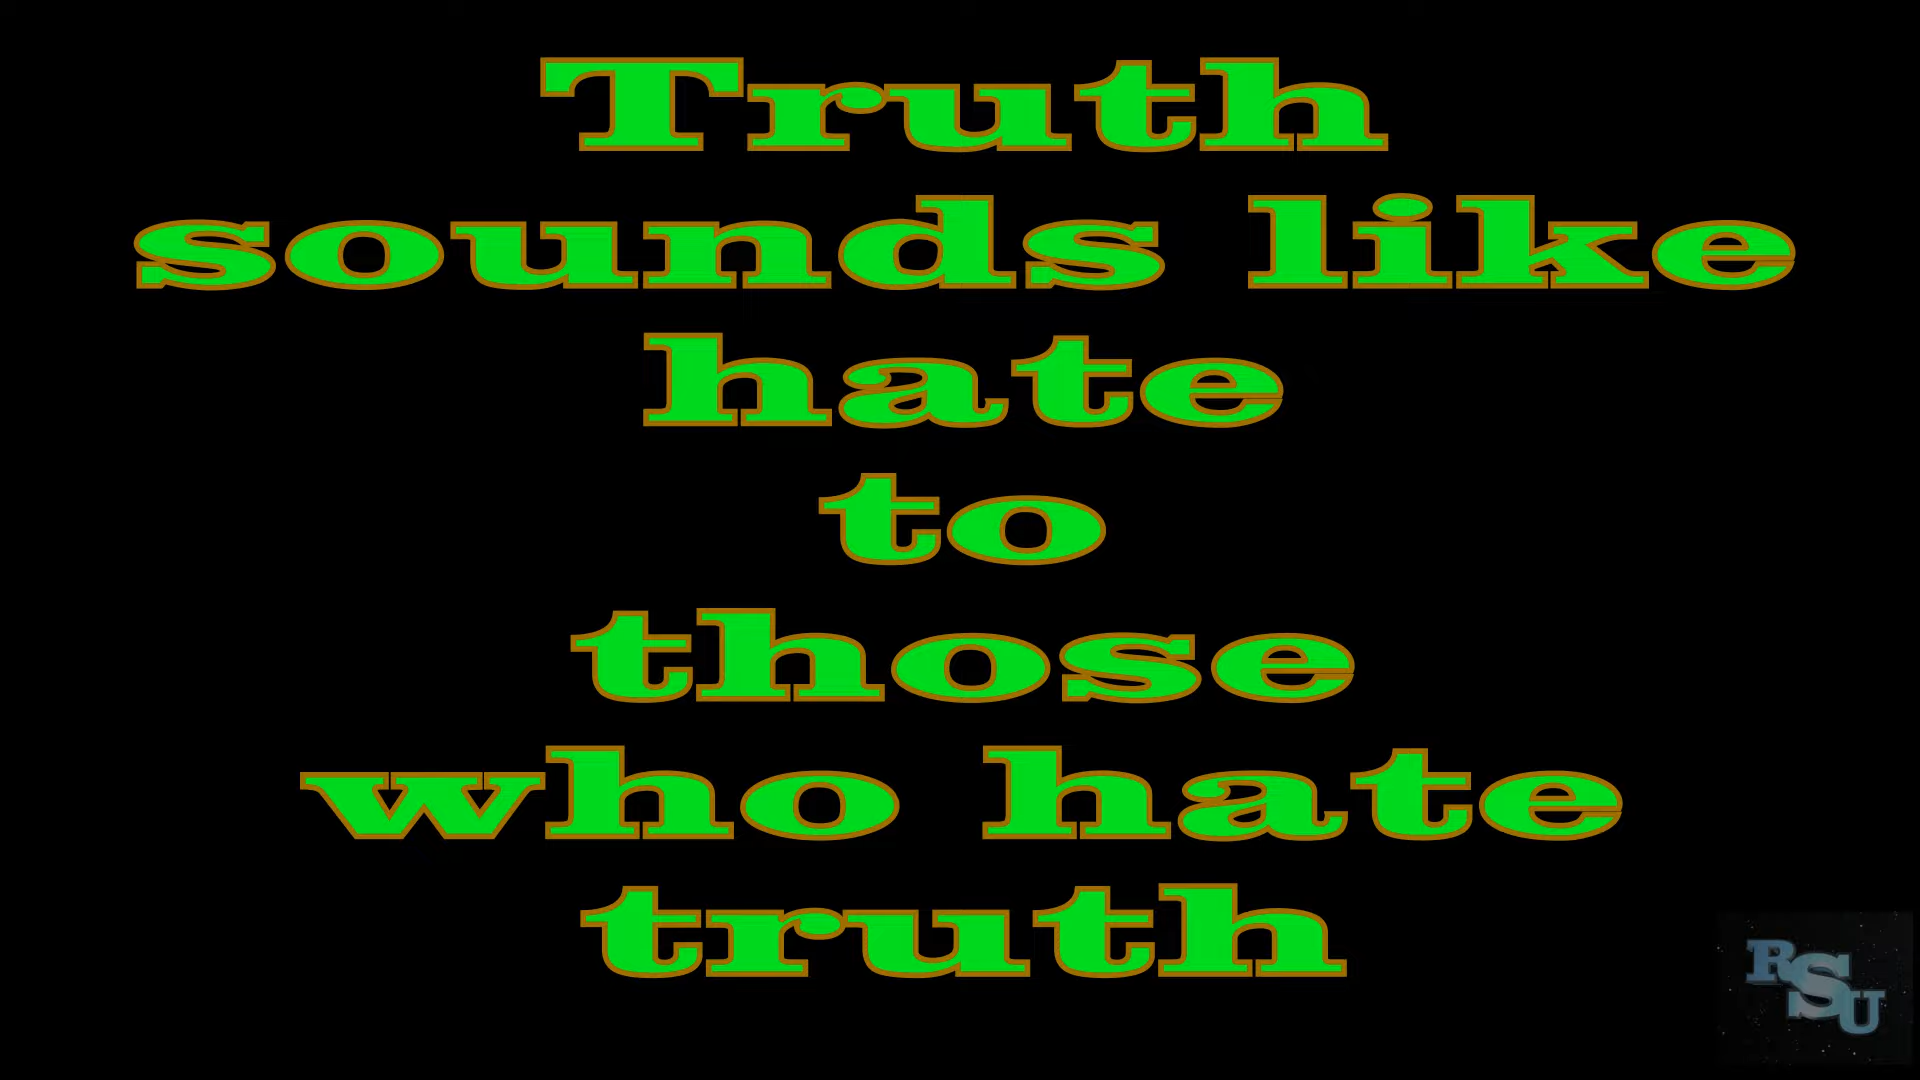 Truth
sounds like
hate
to
those
who hate
truth
RSU